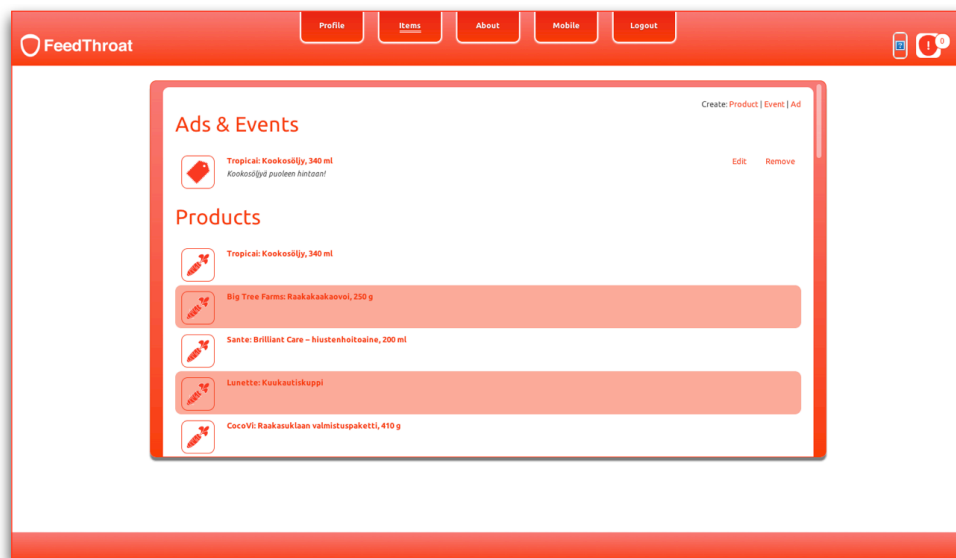 Profile
Items
About
Mobile
Logout
FeedThroat
?
!
0
Create: Product | Event | Ad
Ads & Events
Tropicai: Kookosöljy, 340 ml
Edit
Remove
Kookosöljyä puoleen hintaan!
Products
Tropicai: Kookosöljy, 340 ml
Big Tree Farms: Raakakaakaovoi, 250 g
Sante: Brilliant Care – hiustenhoitoaine, 200 ml
Lunette: Kuukautiskuppi
CocoVi: Raakasuklaan valmistuspaketti, 410 g